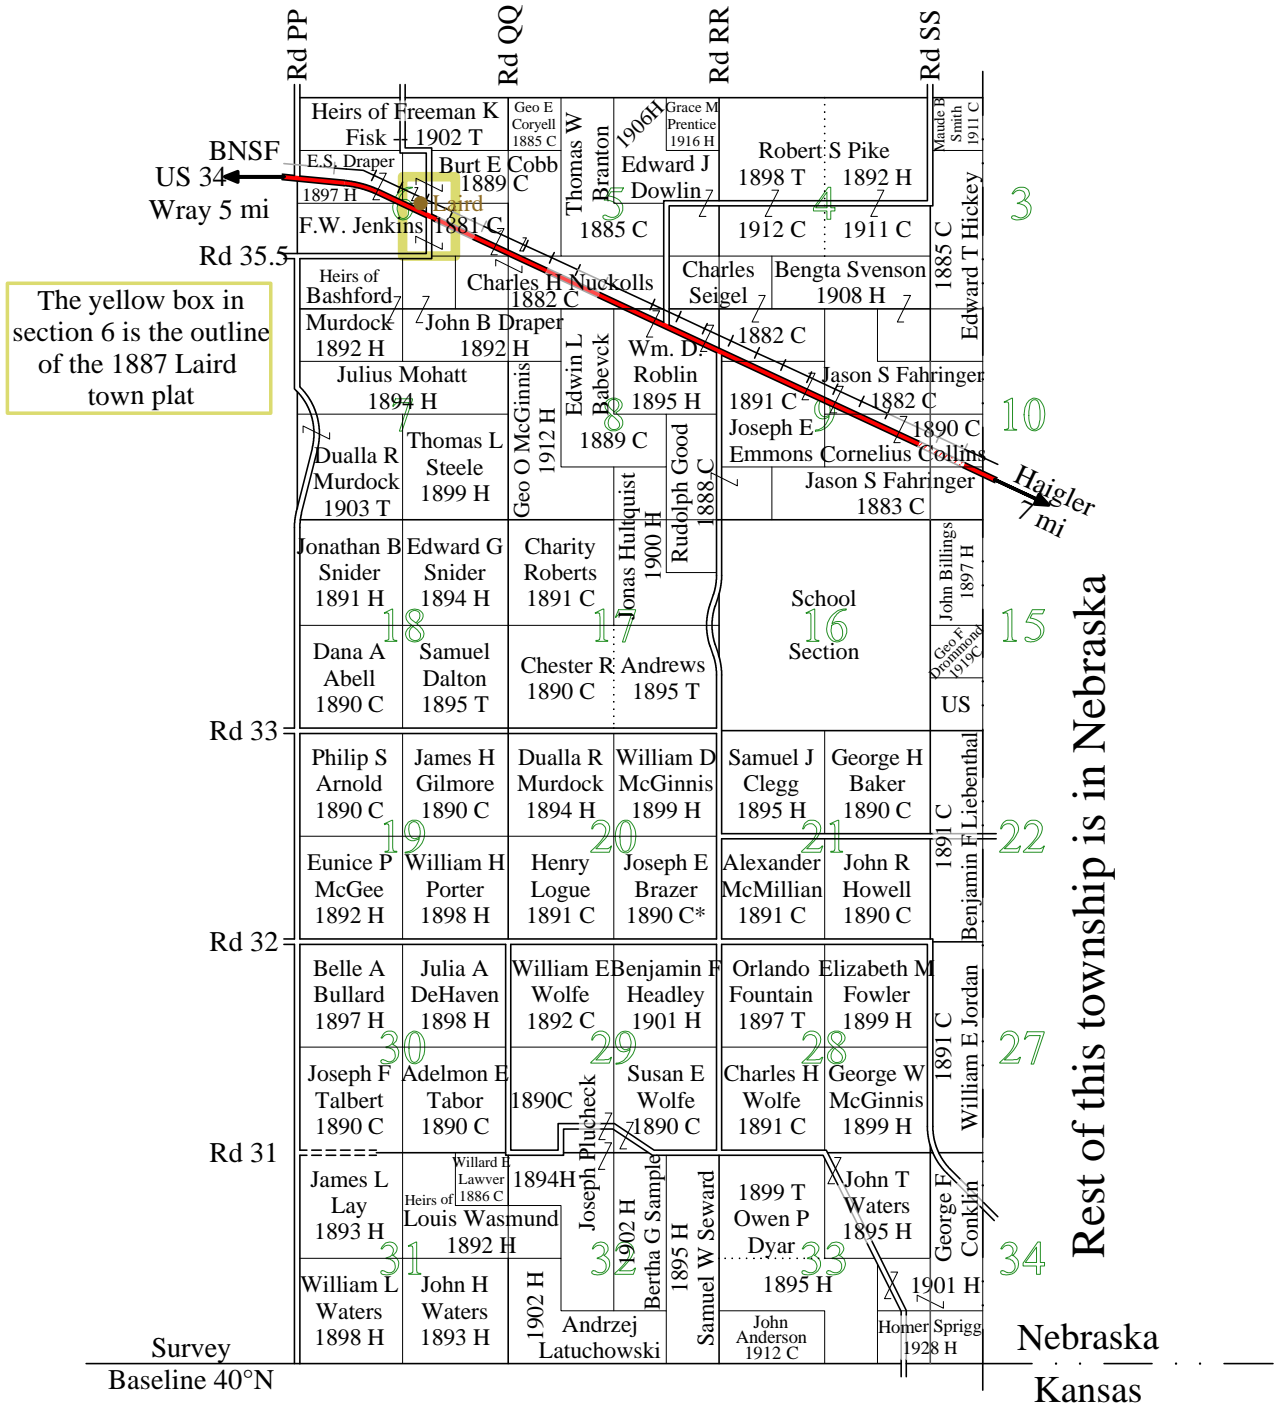 Rd PP
Rd QQ
Rd RR
Rd SS
Heirs of Freeman K
Fisk - 1902 T
Geo E
Coryell
1885 C
Thomas W
Branton
1885 C
1906H
Grace M
Prentice
1916 H
Edward J
Dowlin
Robert S Pike
1898 T
1892 H
1912 C
1911 C
Maude B
Smith
1911 C
BNSF
US 34
Wray 5 mi
E.S. Draper
1897 H
Burt E Cobb
1889 C
Laird
F.W. Jenkins
1881 C
6
5
4
3
1885 C
Edward T Hickey
Rd 35.5
Heirs of
Bashford
Charles H Nuckolls
1882 C
Charles
Seigel
Bengta Svenson
1908 H
The yellow box in
section 6 is the outline
of the 1887 Laird
town plat
Murdock
1892 H
John B Draper
1892 H
Edwin L
Babevck
1889 C
Wm. D.
Roblin
1895 H
1882 C
Julius Mohatt
1894 H
Geo O McGinnis
1912 H
1891 C
Joseph E
Emmons
Jason S Fahringer
1882 C
1890 C
Cornelius Collins
7
8
9
10
Dualla R
Murdock
1903 T
Thomas L
Steele
1899 H
Rudolph Good
1888 C
Jason S Fahringer
1883 C
Haigler
7 mi
Jonathan B
Snider
1891 H
Edward G
Snider
1894 H
Charity
Roberts
1891 C
Jonas Hultquist
1900 H
School
Section
John Billings
1897 H
18
17
16
15
Dana A
Abell
1890 C
Samuel
Dalton
1895 T
Chester R Andrews
1890 C
1895 T
Geo F
Drommond
1919C
US
Rd 33
Philip S
Arnold
1890 C
James H
Gilmore
1890 C
Dualla R
Murdock
1894 H
William D
McGinnis
1899 H
Samuel J
Clegg
1895 H
George H
Baker
1890 C
1891 C
Benjamin F Liebenthal
19
20
21
22
Eunice P
McGee
1892 H
William H
Porter
1898 H
Henry
Logue
1891 C
Joseph E
Brazer
1890 C*
Alexander
McMillian
1891 C
John R
Howell
1890 C
Rd 32
Belle A
Bullard
1897 H
Julia A
DeHaven
1898 H
William E
Wolfe
1892 C
Benjamin F
Headley
1901 H
Orlando
Fountain
1897 T
Elizabeth M
Fowler
1899 H
1891 C
William E Jordan
30
29
28
27
Joseph F
Talbert
1890 C
Adelmon E
Tabor
1890 C
1890C
Joseph Plucheck
1894H
Susan E
Wolfe
1890 C
Charles H
Wolfe
1891 C
George W
McGinnis
1899 H
Rd 31
James L
Lay
1893 H
Willard E
Lawver
1886 C
Heirs of
Louis Wasmund
1892 H
1902 H
Bertha G Sample
1895 H
Samuel W Seward
1899 T
Owen P
Dyar
1895 H
John T
Waters
1895 H
George F
Conklin
1901 H
31
32
33
34
William L
Waters
1898 H
John H
Waters
1893 H
1902 H
Andrzej
Latuchowski
John
Anderson
1912 C
Homer Sprigg
1928 H
Rest of this township is in Nebraska
Survey
Baseline 40°N
Nebraska
Kansas